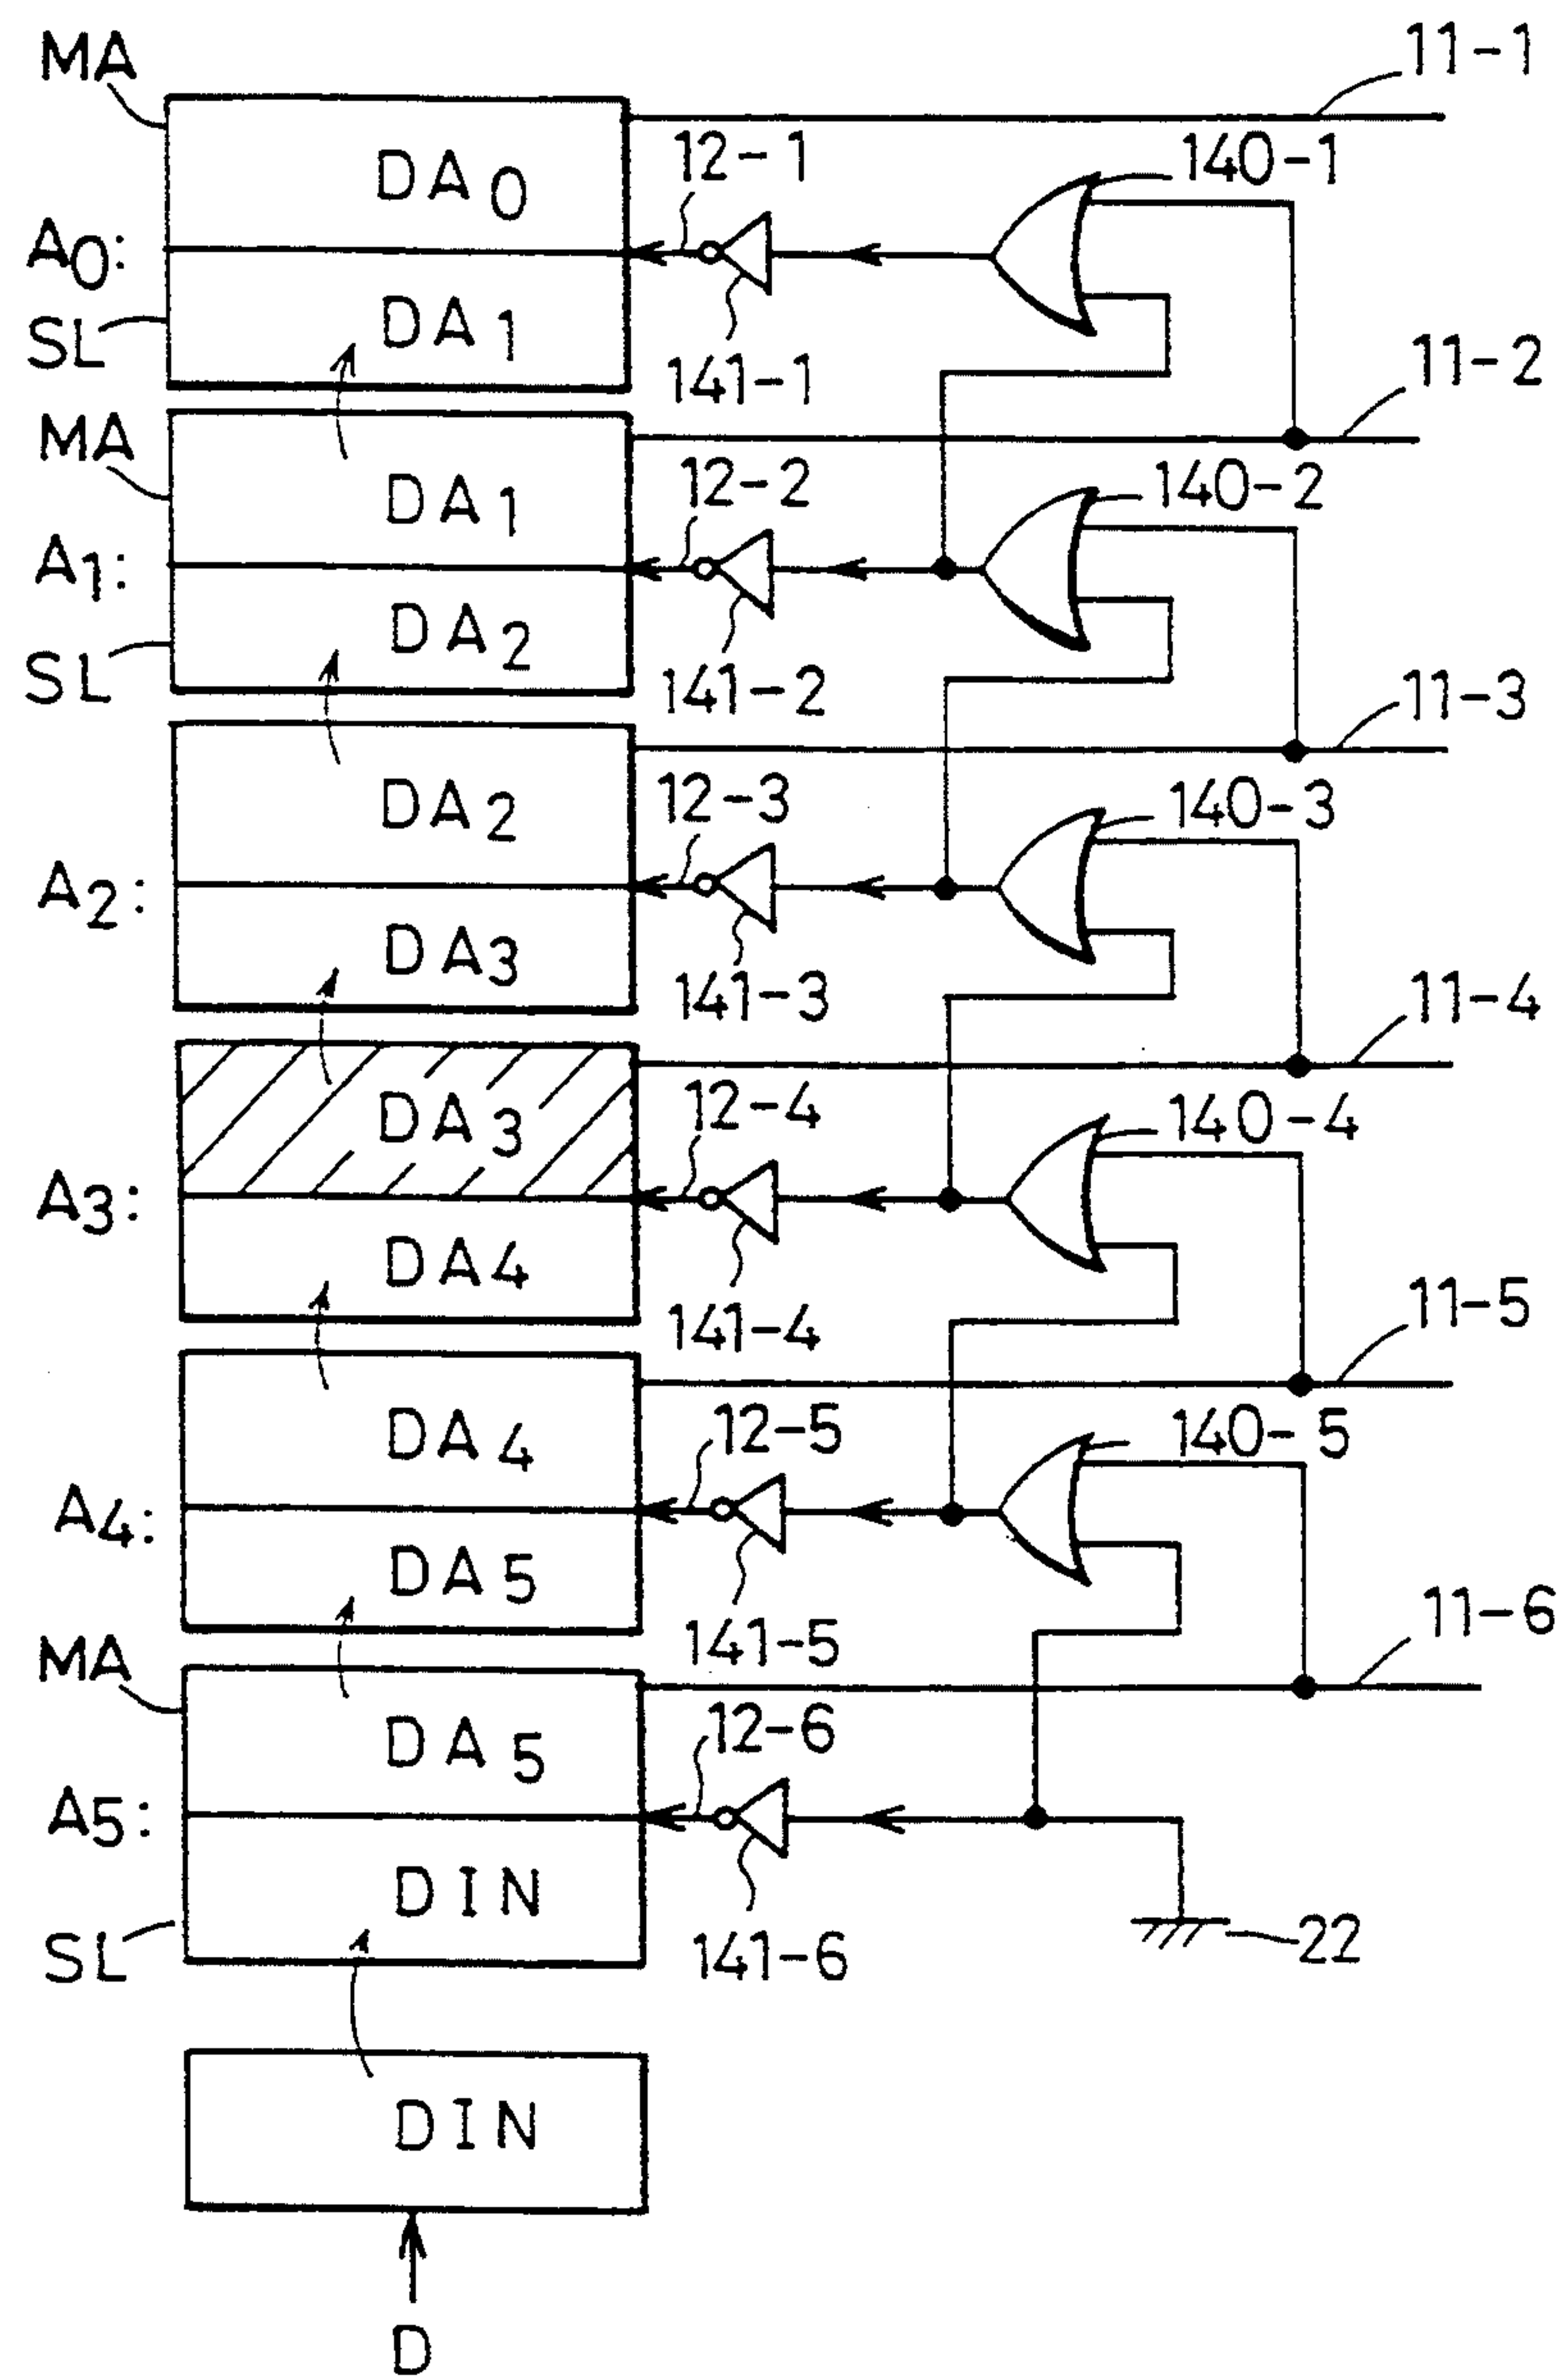 MA
11-1
12-1
140-1
DA0
A0:
DA1
SL
141-1
11-2
MA
12-2
140-2
DA1
A1:
DA2
SL
141-2
11-3
12-3
140-3
DA2
A2:
DA3
141-3
11-4
12-4
140-4
DA3
A3:
DA4
141-4
11-5
12-5
140-5
DA4
A4:
DA5
141-5
11-6
MA
12-6
DA5
A5:
DIN
SL
141-6
22
DIN
D